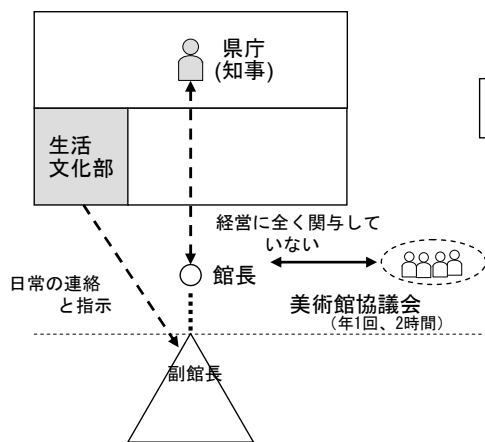 県庁
(知事)
生活
文化部
経営に全く関与して
いない
館長
日常の連絡
と指示
美術館協議会
（年1回、2時間）
副館長